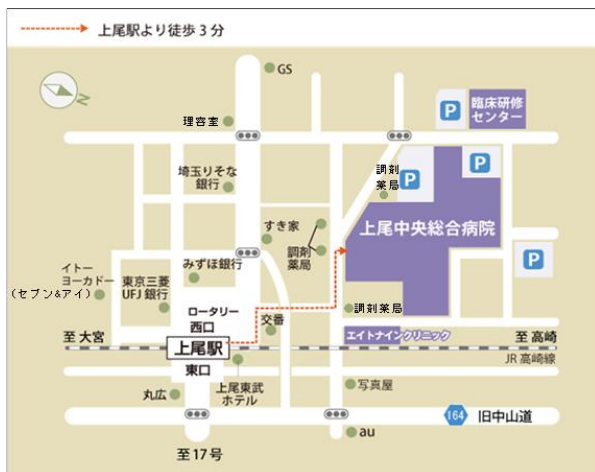 上尾駅より徒歩3分
GS
N
P
臨床研修
センター
理容室
P
P
調剤
薬局
埼玉りそな
銀行
上尾中央総合病院
すき家
調剤
薬局
P
みずほ銀行
イトー
ヨーカドー
(セブン&アイ)
東京三菱
UFJ 銀行
ロータリー
西口
交番
調剤薬局
エイトナインクリニック
至 大宮
上尾駅
至 高崎
JR 高崎線
東口
上尾東武
ホテル
写真屋
丸広
164
旧中山道
au
至 17 号